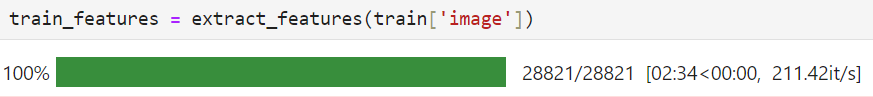 train_features = extract_features(train['image'])
100% 28821/28821 [02:34<00:00, 211.42it/s]